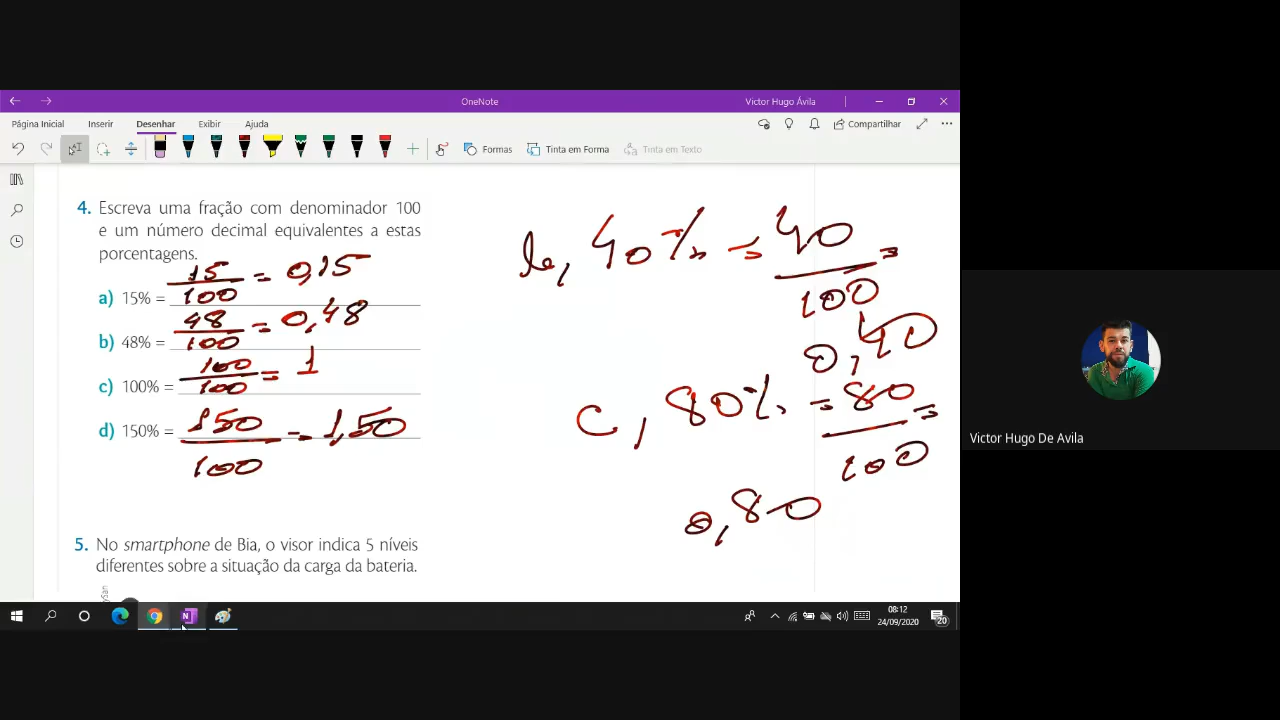 OneNote
Victor Hugo Ávila
Página Inicial
Inserir
Desenhar
Exibir
Ajuda
Compartilhar
Formas
Tinta em Forma
Tinta em Texto
4. Escreva uma fração com denominador 100
e um número decimal equivalentes a estas
porcentagens.
a) 15% = 15/100 = 0,15
b) 48% = 48/100 = 0,48
c) 100% = 100/100 = 1
d) 150% = 150/100 = 1,50
5. No smartphone de Bia, o visor indica 5 níveis
diferentes sobre a situação da carga da bateria.
b, 40% = 40/100 =
0,40
C, 80% = 80/100 =
0,80
Victor Hugo De Avila
08:12
24/09/2020
20